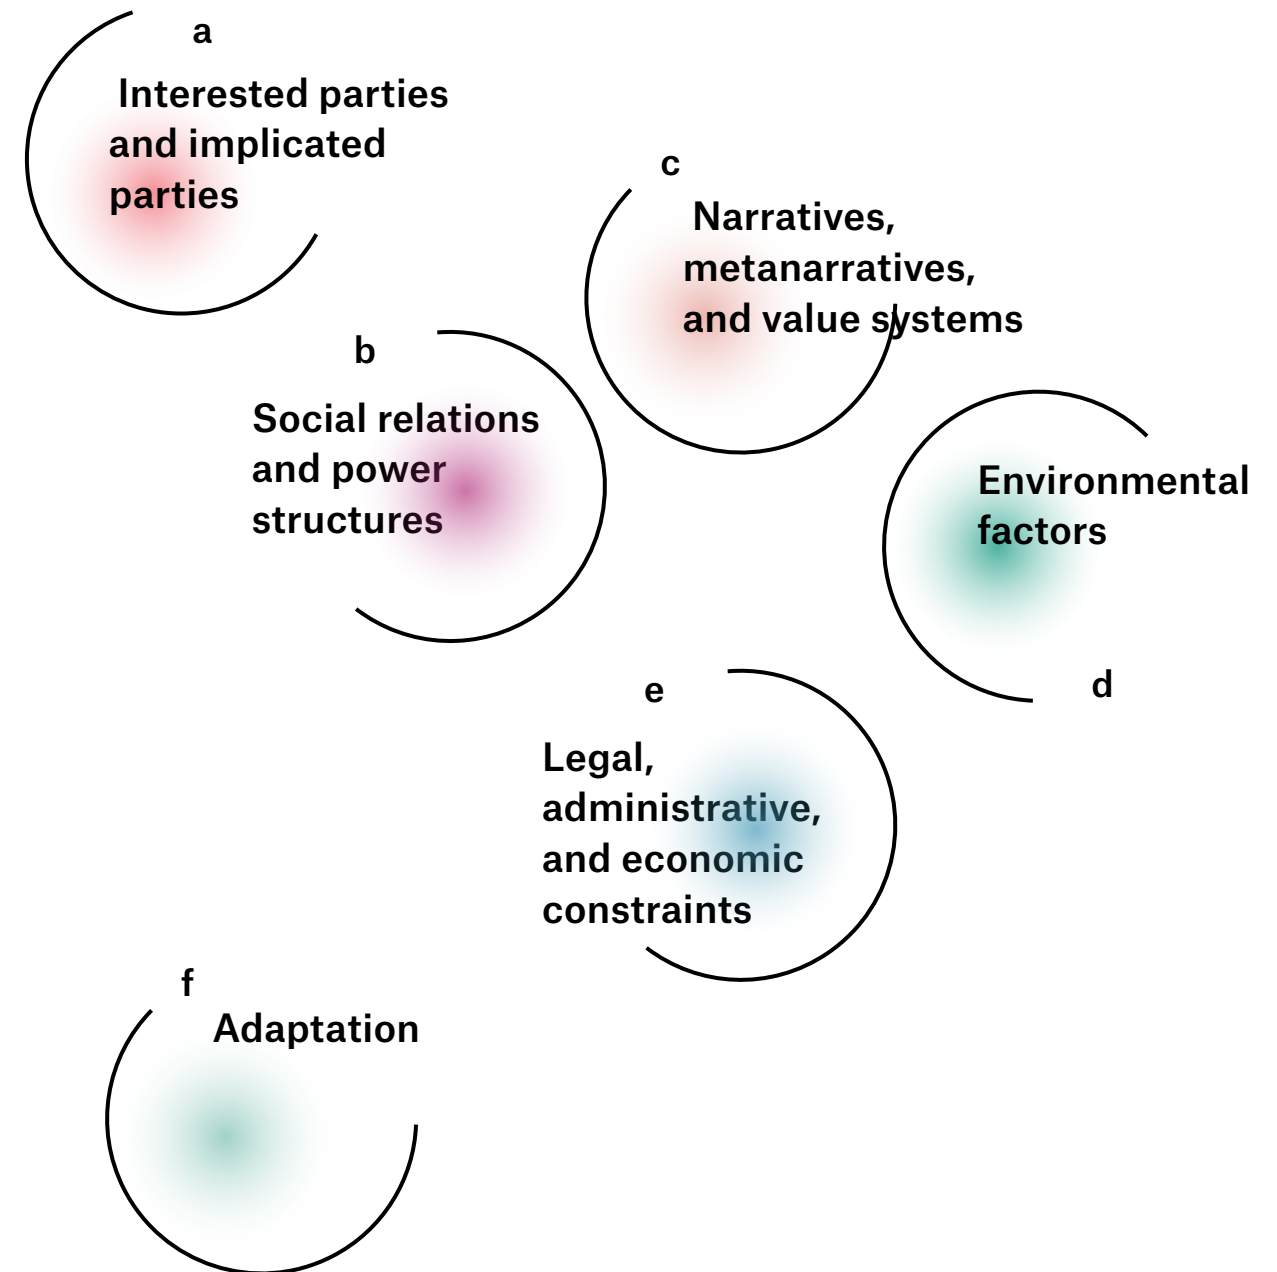 a
Interested parties
and implicated
parties
c
Narratives,
metanarratives,
and value systems
b
Social relations
and power
structures
Environmental
factors
d
e
Legal,
administrative,
and economic
constraints
f
Adaptation